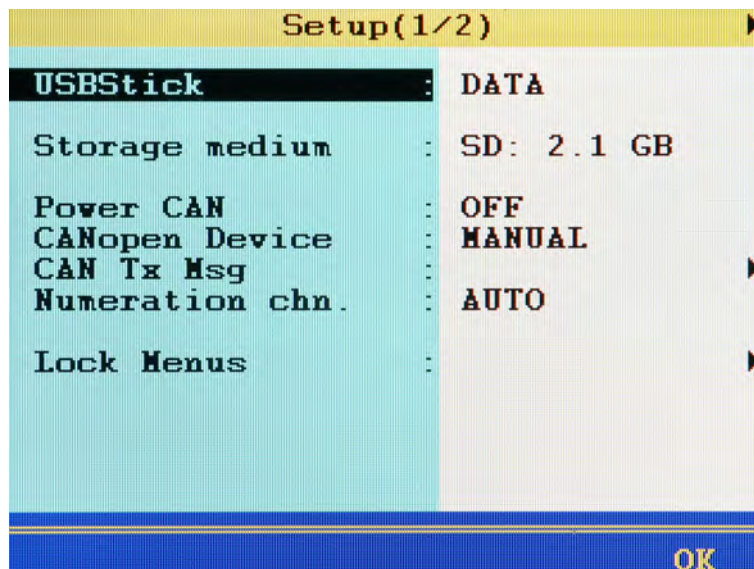 Setup(1/2)
USBStick : DATA
Storage medium : SD: 2.1 GB
Power CAN : OFF
CANopen Device : MANUAL
CAN Tx Msg :
Numeration chn. : AUTO
Lock Menus :
OK